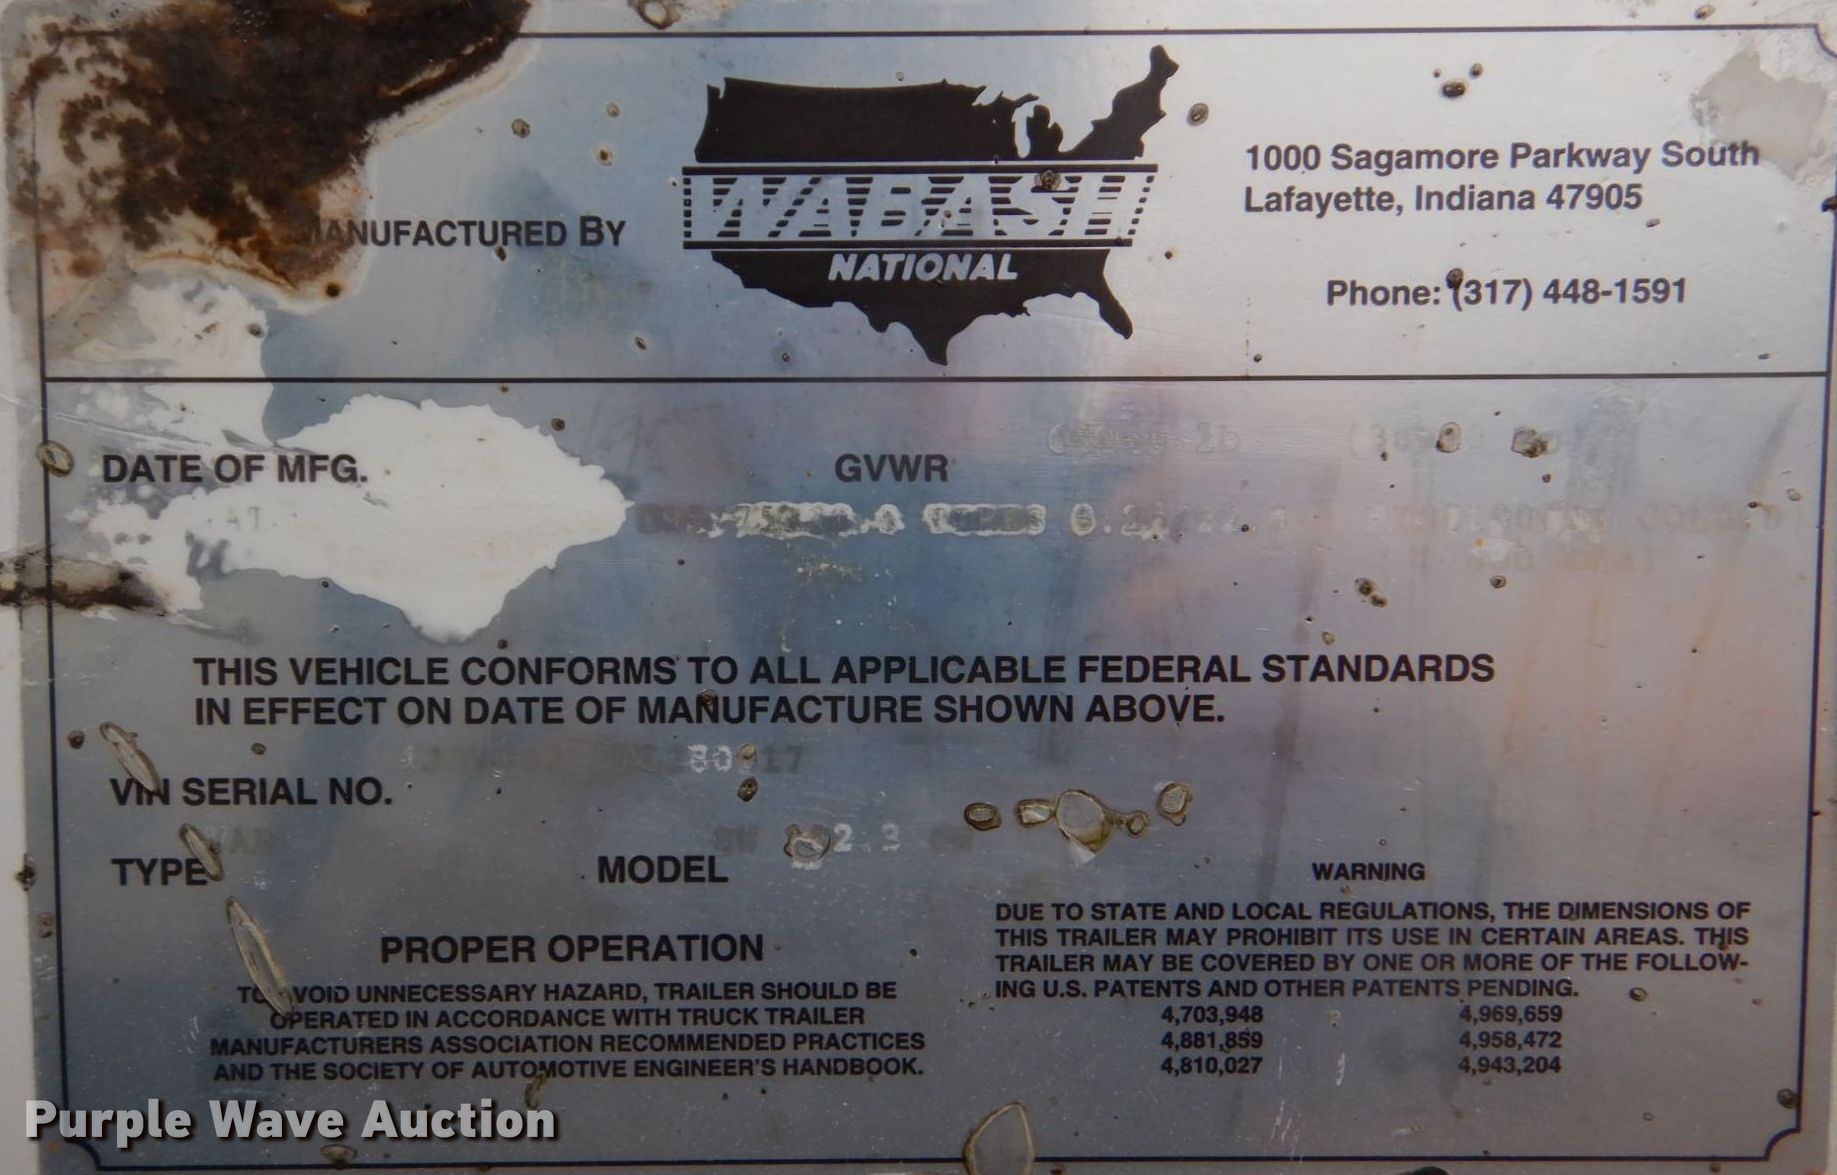 MANUFACTURED BY
WABASH
NATIONAL
1000 Sagamore Parkway South
Lafayette, Indiana 47905
Phone: (317) 448-1591
DATE OF MFG.
GVWR
THIS VEHICLE CONFORMS TO ALL APPLICABLE FEDERAL STANDARDS
IN EFFECT ON DATE OF MANUFACTURE SHOWN ABOVE.
VIN SERIAL NO.
TYPE
MODEL
PROPER OPERATION
TO AVOID UNNECESSARY HAZARD, TRAILER SHOULD BE
OPERATED IN ACCORDANCE WITH TRUCK TRAILER
MANUFACTURERS ASSOCIATION RECOMMENDED PRACTICES
AND THE SOCIETY OF AUTOMOTIVE ENGINEER'S HANDBOOK.
WARNING
DUE TO STATE AND LOCAL REGULATIONS, THE DIMENSIONS OF
THIS TRAILER MAY PROHIBIT ITS USE IN CERTAIN AREAS. THIS
TRAILER MAY BE COVERED BY ONE OR MORE OF THE FOLLOW-
ING U.S. PATENTS AND OTHER PATENTS PENDING.
4,703,948 4,969,659
4,881,859 4,958,472
4,810,027 4,943,204
Purple Wave Auction